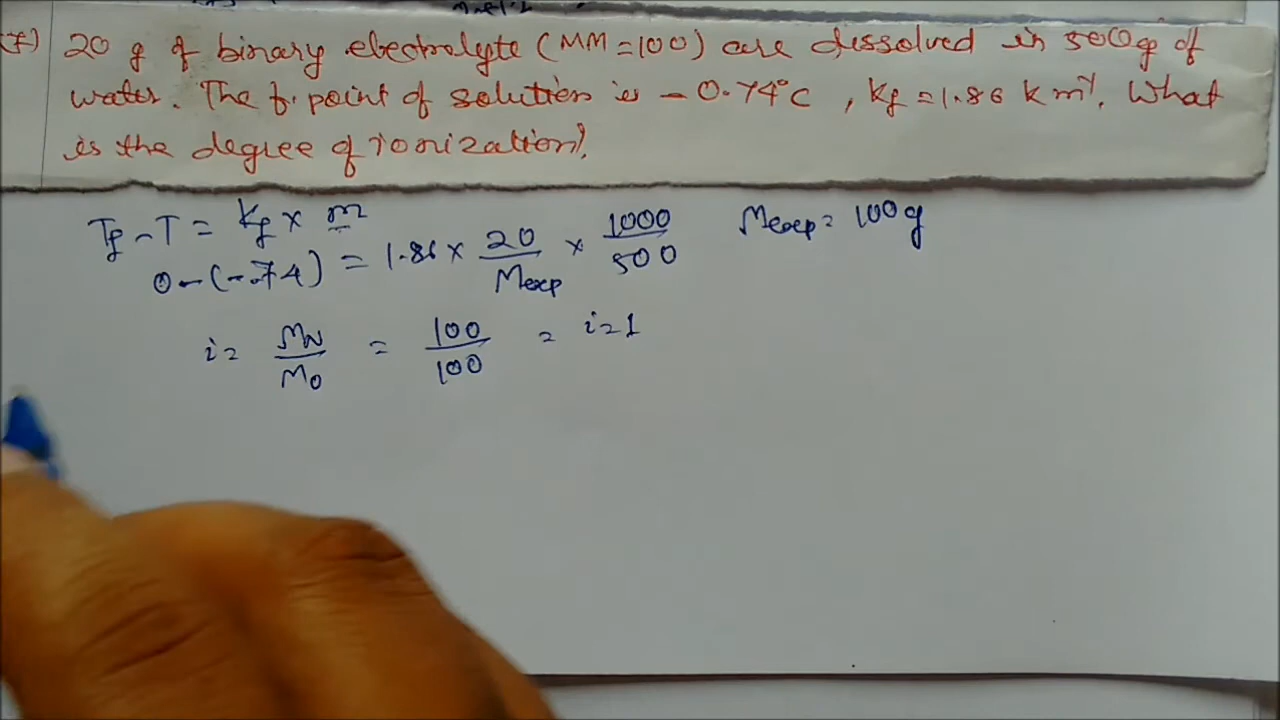 7) 20 g of binary electrolyte (MM=100) are dissolved in 500g of
water. The f. point of solution is -0.74°C, Kf = 1.86 K m⁻¹. What
is the degree of ionization?
Tf - T = Kf × m
0-(-.74) = 1.86 × 20/Mexp × 1000/500 Mexp = 100g
i = MN/MO = 100/100 = i=1